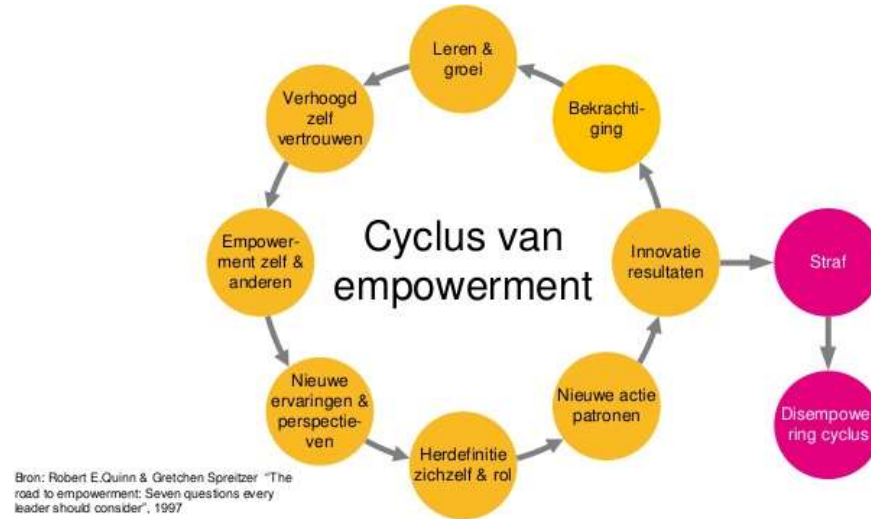 Leren &
groei
Verhoogd
zelf
vertrouwen
Bekrachti-
ging
Empower-
ment zelf &
anderen
Cyclus van
empowerment
Innovatie
resultaten
Straf
Nieuwe
ervaringen &
perspectie-
ven
Herdefinitie
zichzelf & rol
Nieuwe actie
patronen
Disempowe
ring cyclus
Bron: Robert E.Quinn & Gretchen Spreitzer "The
road to empowerment: Seven questions every
leader should consider", 1997